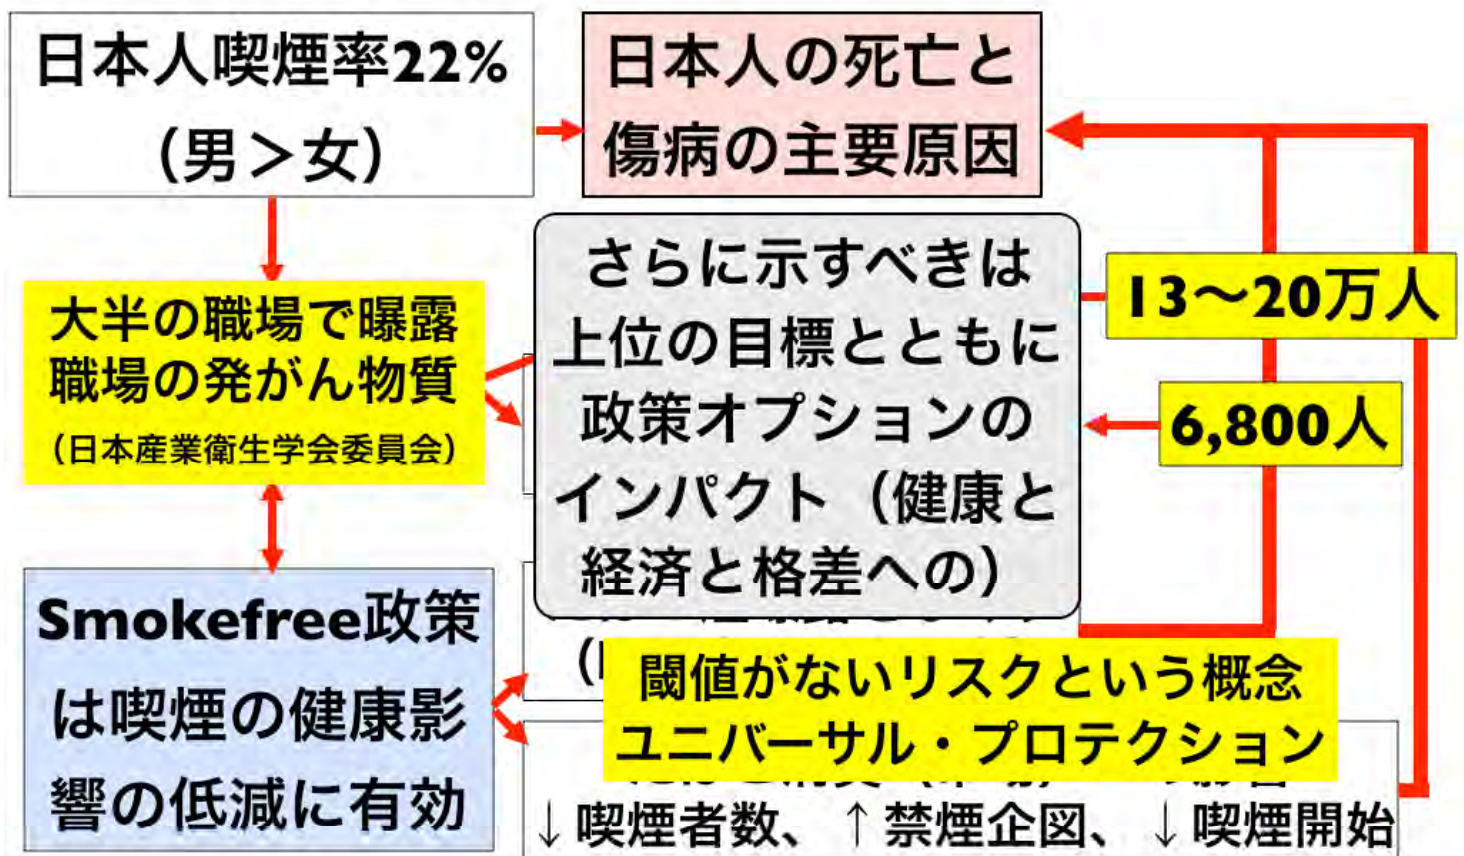 日本人喫煙率22%
（男＞女）
日本人の死亡と
傷病の主要原因
大半の職場で曝露
職場の発がん物質
（日本産業衛生学会委員会）
さらに示すべきは
上位の目標とともに
政策オプションの
インパクト（健康と
経済と格差への）
13〜20万人
6,800人
Smokefree政策
は喫煙の健康影
響の低減に有効
閾値がないリスクという概念
ユニバーサル・プロテクション
↓喫煙者数、↑禁煙企図、↓喫煙開始